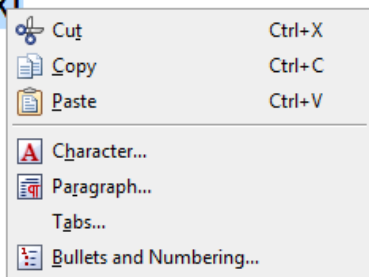 Cut Ctrl+X
Copy Ctrl+C
Paste Ctrl+V
Character...
Paragraph...
Tabs...
Bullets and Numbering...